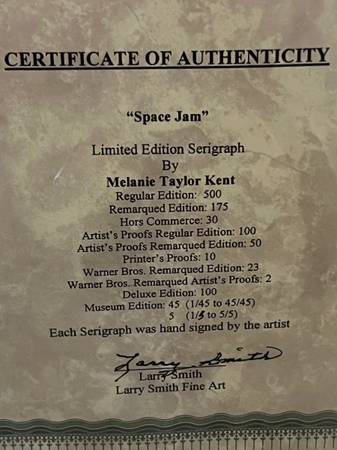 CERTIFICATE OF AUTHENTICITY
“Space Jam”
Limited Edition Serigraph
By
Melanie Taylor Kent
Regular Edition: 500
Remarqued Edition: 175
Hors Commerce: 30
Artist's Proofs Regular Edition: 100
Artist's Proofs Remarqued Edition: 50
Printer's Proofs: 10
Warner Bros. Remarqued Edition: 23
Warner Bros. Remarqued Artist's Proofs: 2
Deluxe Edition: 100
Museum Edition: 45 (1/45 to 45/45)
5 (1/5 to 5/5)
Each Serigraph was hand signed by the artist
Larry Smith
Larry Smith
Larry Smith Fine Art